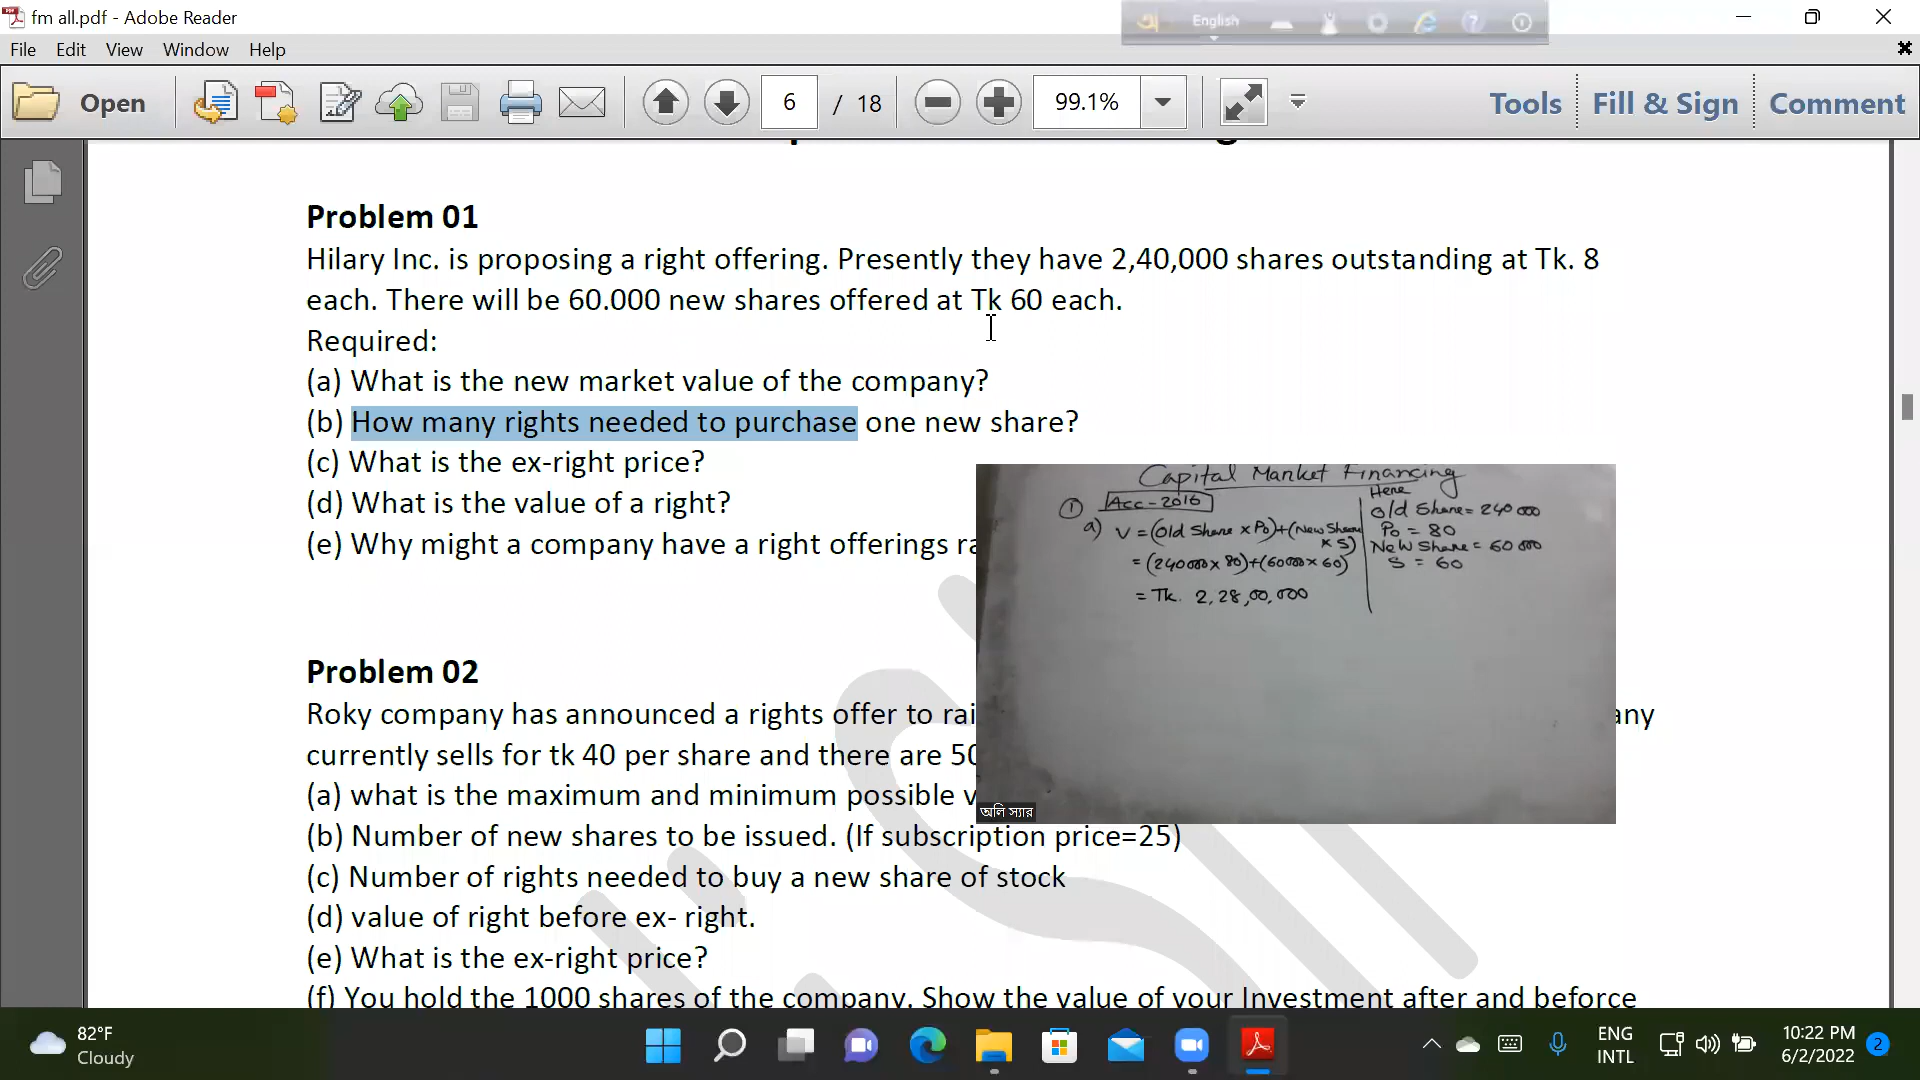 fm all.pdf - Adobe Reader
English
File Edit View Window Help
Open 6 / 18 99.1% Tools Fill & Sign Comment
Problem 01
Hilary Inc. is proposing a right offering. Presently they have 2,40,000 shares outstanding at Tk. 8
each. There will be 60.000 new shares offered at Tk 60 each.
Required:
(a) What is the new market value of the company?
(b) How many rights needed to purchase one new share?
(c) What is the ex-right price?
(d) What is the value of a right?
(e) Why might a company have a right offerings ra
Capital Market Financing
① Acc-2016
a) V = (Old Share x P0)+(New Share
x S)
= (240000 x 80)+(60000 x 60)
= Tk. 2,28,00,000
Here
Old Share = 240000
P0 = 80
New Share = 60000
S = 60
অলি স্যার
Problem 02
Roky company has announced a rights offer to rai any
currently sells for tk 40 per share and there are 50
(a) what is the maximum and minimum possible v
(b) Number of new shares to be issued. (If subscription price=25)
(c) Number of rights needed to buy a new share of stock
(d) value of right before ex- right.
(e) What is the ex-right price?
(f) You hold the 1000 shares of the company. Show the value of your Investment after and beforce
82°F
Cloudy
ENG
INTL
10:22 PM
6/2/2022
2